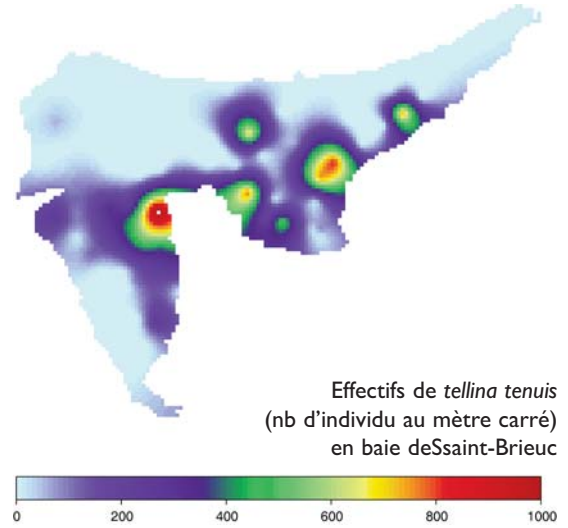 Effectifs de tellina tenuis
(nb d'individu au mètre carré)
en baie deSsaint-Brieuc
0 200 400 600 800 1000